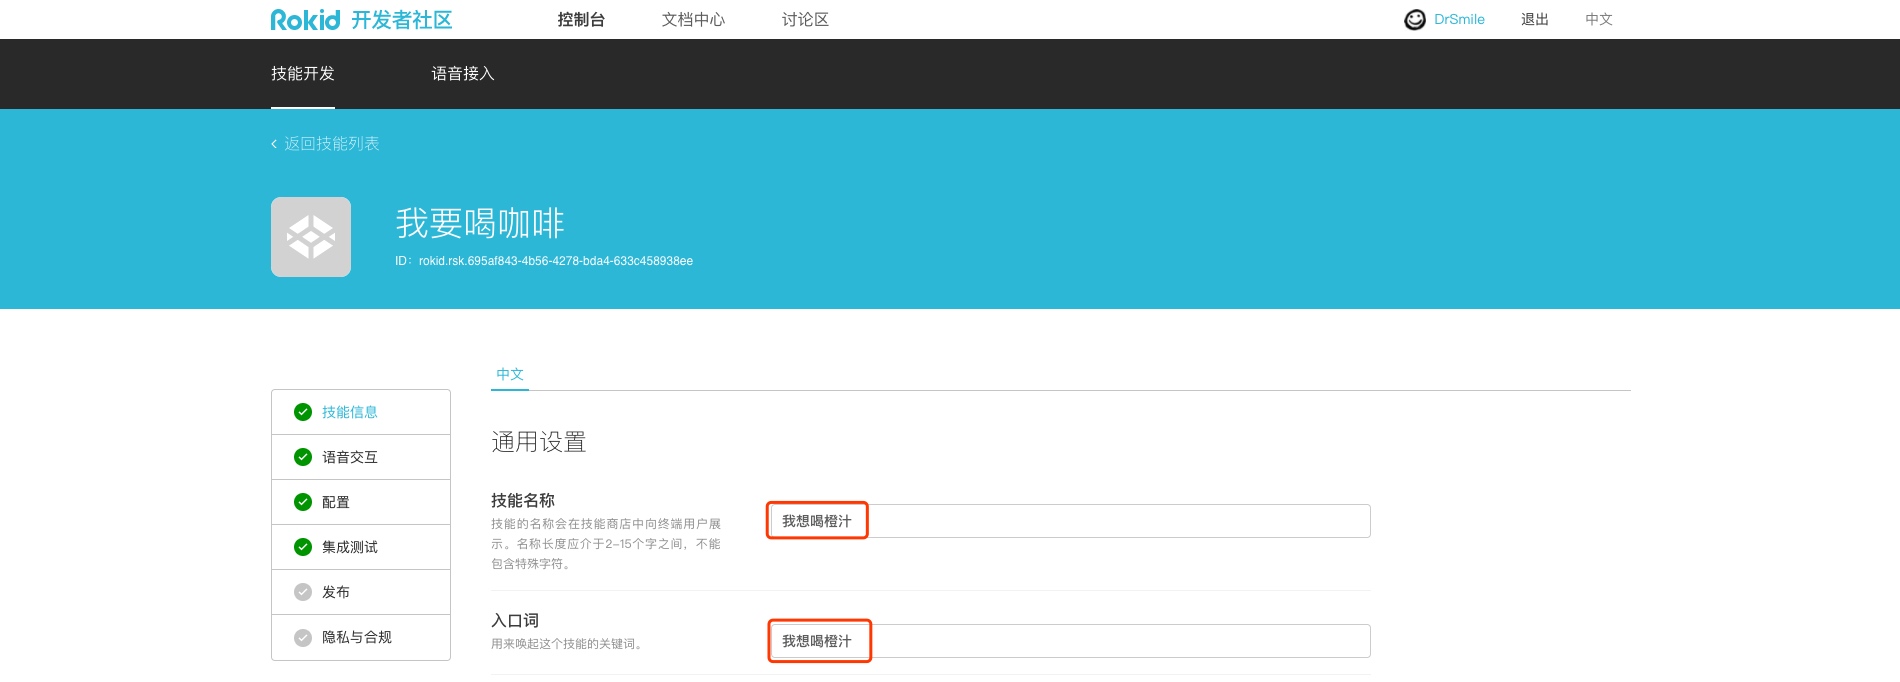 Rokid 开发者社区 控制台 文档中心 讨论区 DrSmile 退出 中文
技能开发 语音接入
‹ 返回技能列表
我要喝咖啡
ID：rokid.rsk.695af843-4b56-4278-bda4-633c458938ee
中文
技能信息
语音交互
配置
集成测试
发布
隐私与合规
通用设置
技能名称
技能的名称会在技能商店中向终端用户展
示。名称长度应介于2-15个字之间，不能
包含特殊字符。
我想喝橙汁
入口词
用来唤起这个技能的关键词。
我想喝橙汁